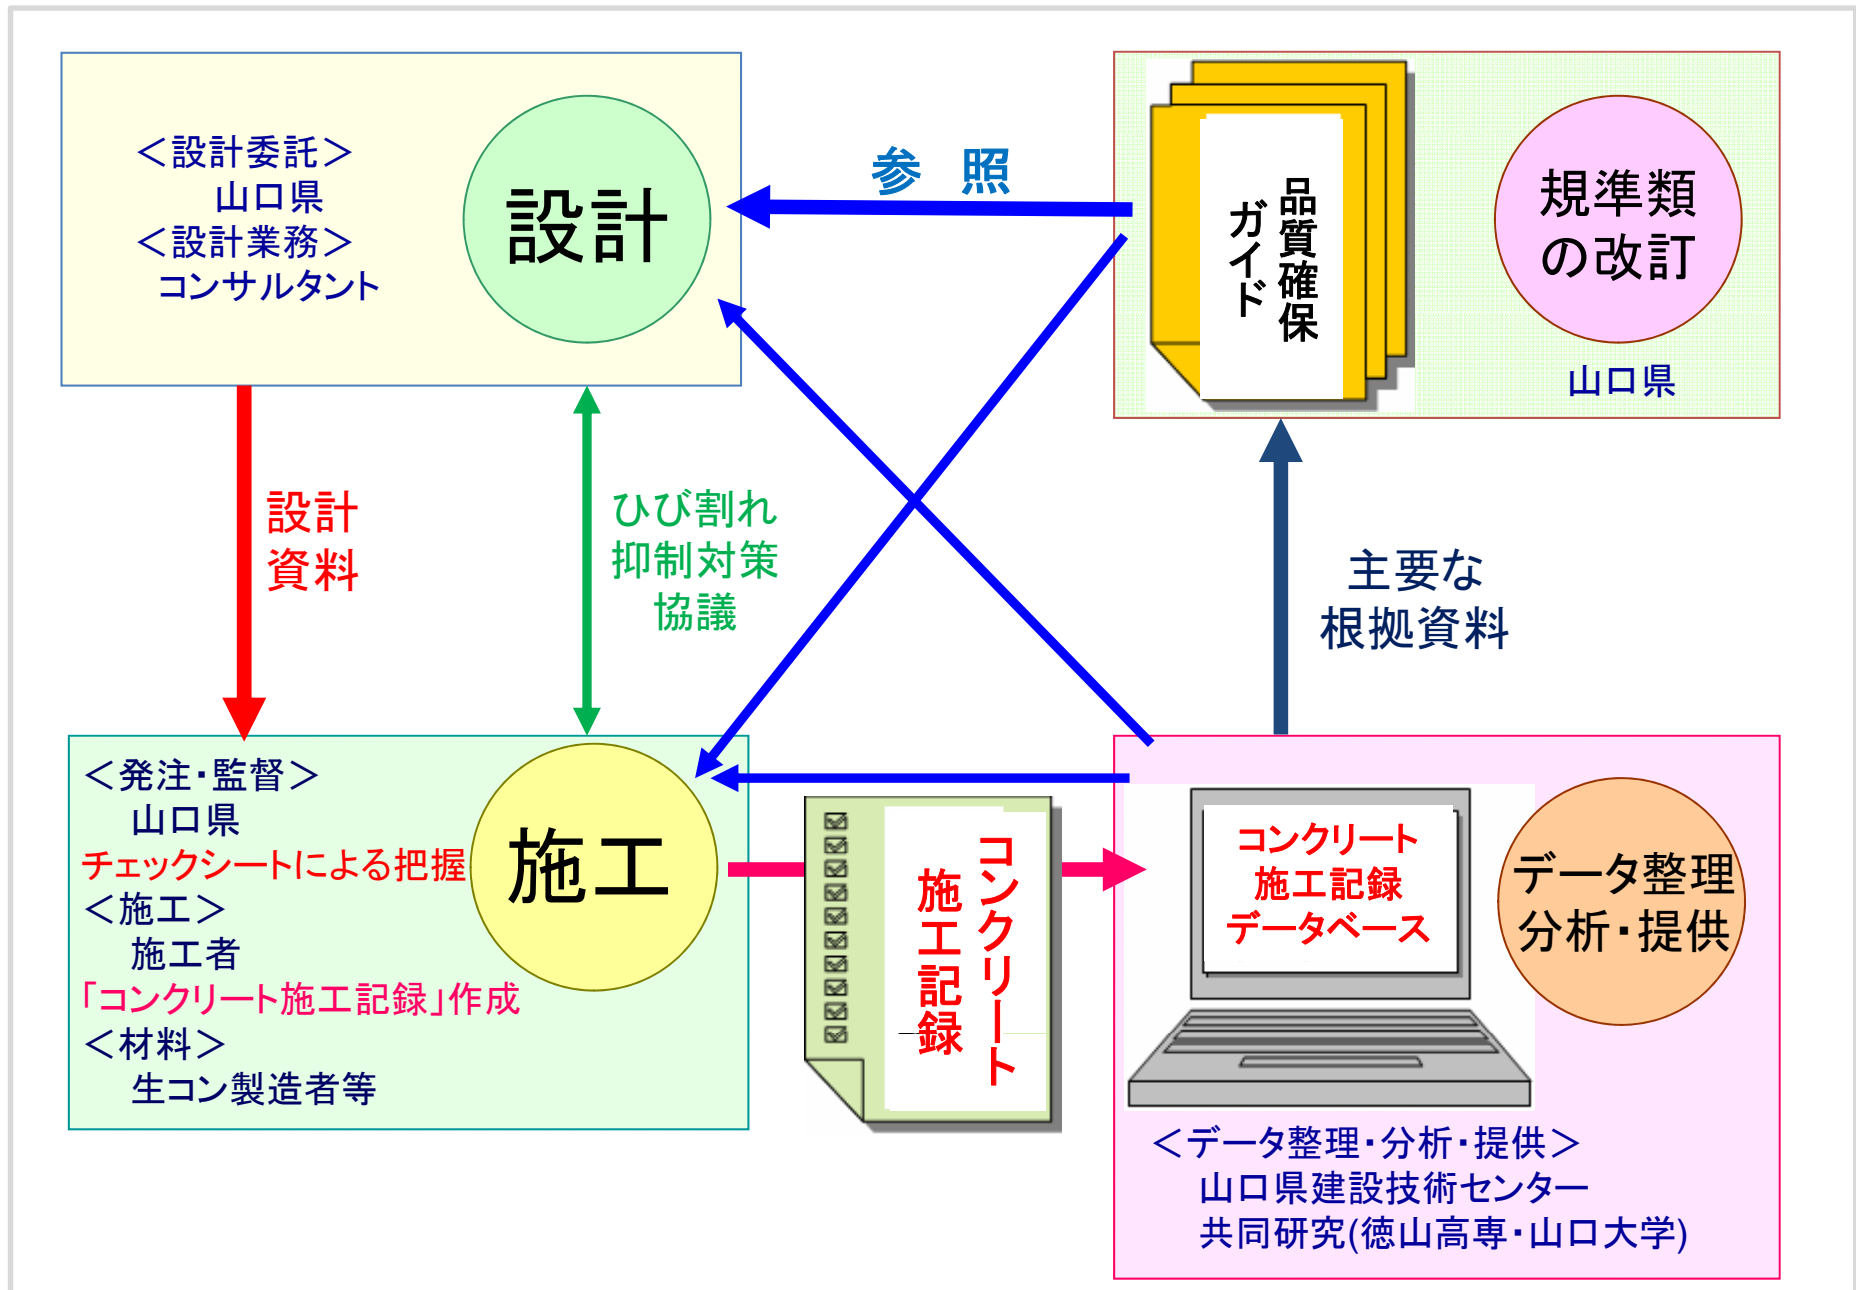 ＜設計委託＞
山口県
＜設計業務＞
コンサルタント
設計
参　照
品質確保
ガイド
規準類
の改訂
山口県
設計
資料
ひび割れ
抑制対策
協議
主要な
根拠資料
＜発注・監督＞
山口県
チェックシートによる把握
＜施工＞
施工者
「コンクリート施工記録」作成
＜材料＞
生コン製造者等
施工
コンクリート
施工記録
コンクリート
施工記録
データベース
データ整理
分析・提供
＜データ整理・分析・提供＞
山口県建設技術センター
共同研究(徳山高専・山口大学)